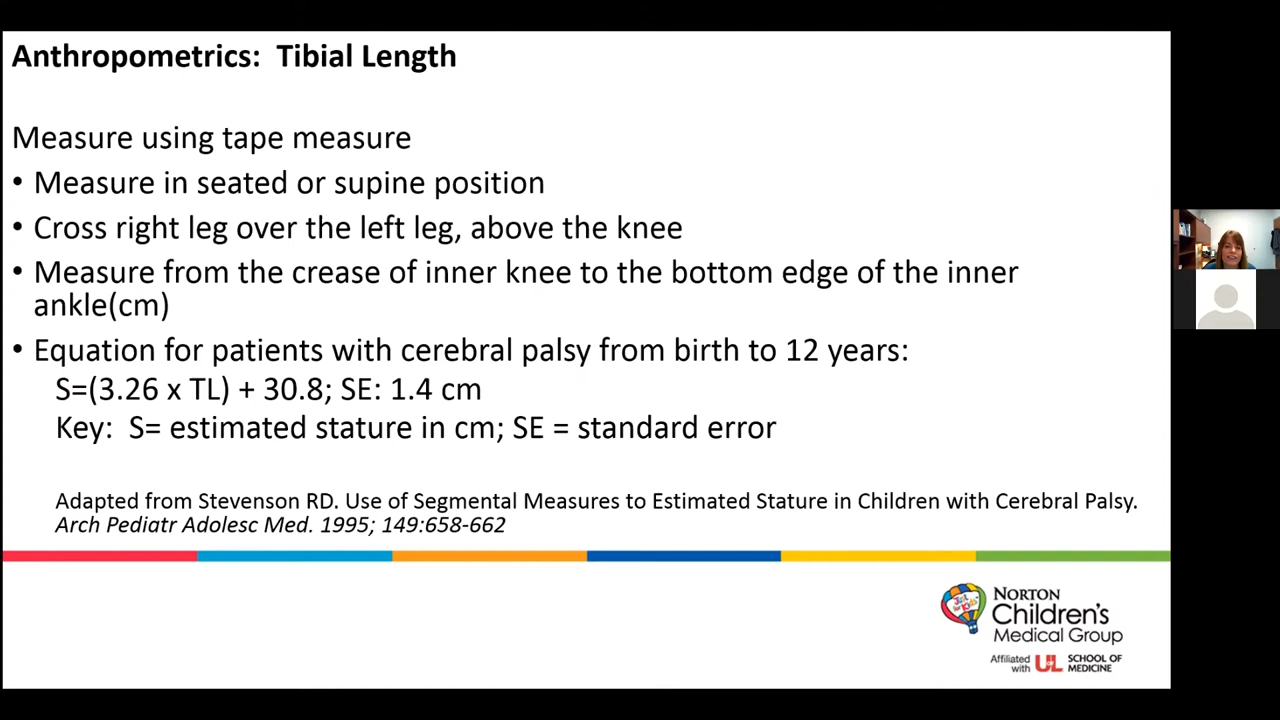 Anthropometrics:  Tibial Length
Measure using tape measure
• Measure in seated or supine position
• Cross right leg over the left leg, above the knee
• Measure from the crease of inner knee to the bottom edge of the inner
ankle(cm)
• Equation for patients with cerebral palsy from birth to 12 years:
S=(3.26 x TL) + 30.8; SE: 1.4 cm
Key:  S= estimated stature in cm; SE = standard error
Adapted from Stevenson RD. Use of Segmental Measures to Estimated Stature in Children with Cerebral Palsy.
Arch Pediatr Adolesc Med. 1995; 149:658-662
Just for Kids
NORTON
Children's
Medical Group
Affiliated with UL SCHOOL OF MEDICINE